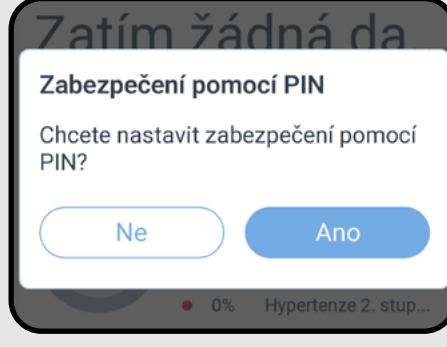 Zatím žádná da...
Zabezpečení pomocí PIN
Chcete nastavit zabezpečení pomocí
PIN?
Ne
Ano
0% Hypertenze 2. stup...